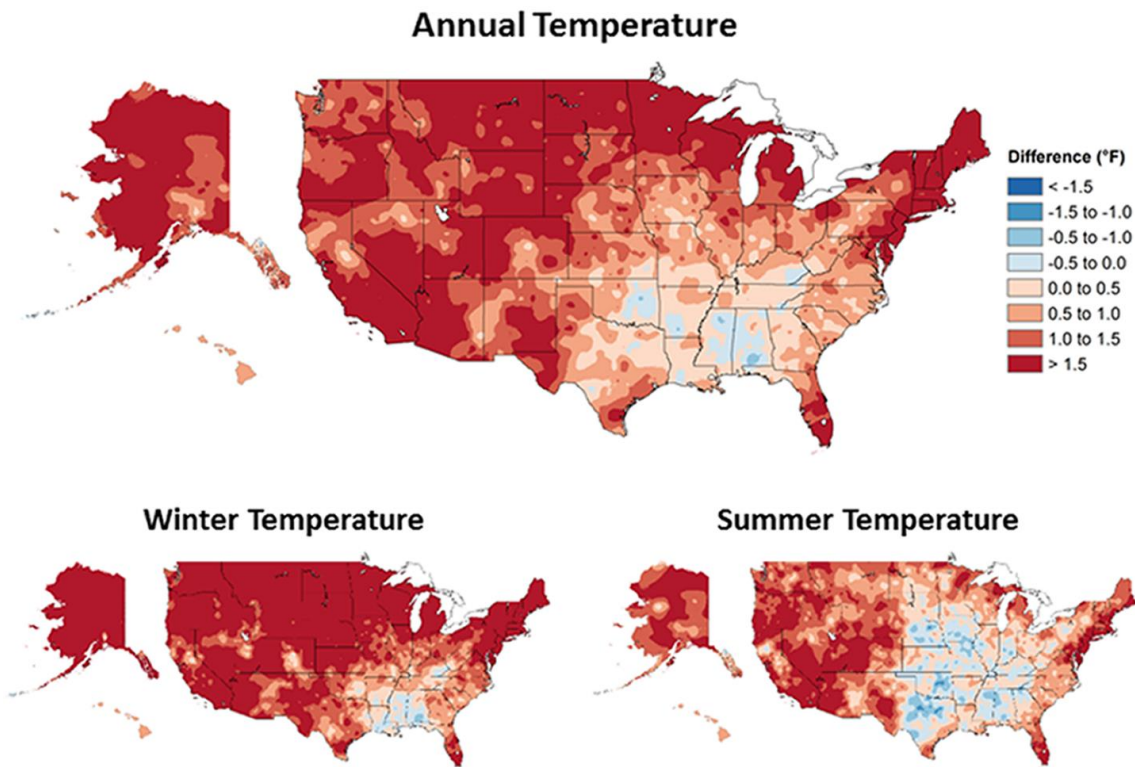 Annual Temperature
Difference (°F)
< -1.5
-1.5 to -1.0
-0.5 to -1.0
-0.5 to 0.0
0.0 to 0.5
0.5 to 1.0
1.0 to 1.5
> 1.5
Winter Temperature
Summer Temperature